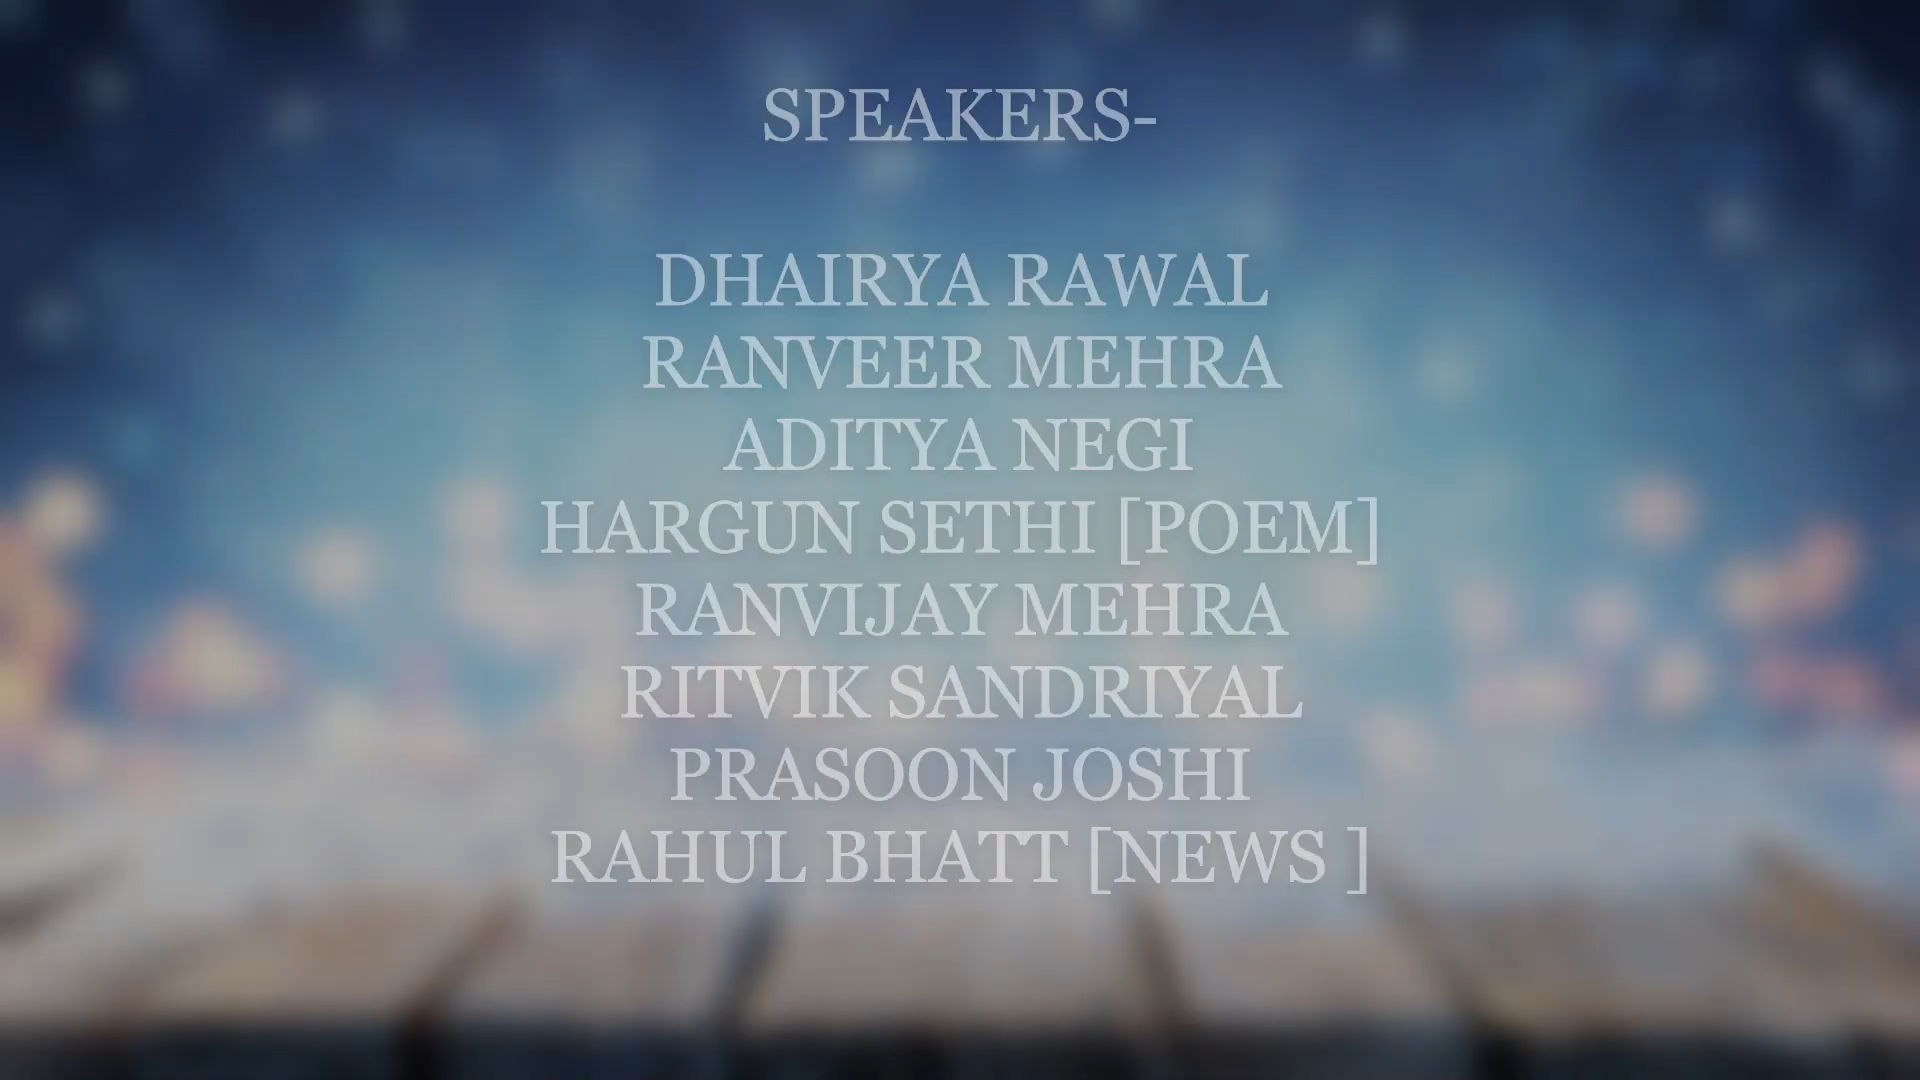 SPEAKERS-
DHAIRYA RAWAL
RANVEER MEHRA
ADITYA NEGI
HARGUN SETHI [POEM]
RANVIJAY MEHRA
RITVIK SANDRIYAL
PRASOON JOSHI
RAHUL BHATT [NEWS ]